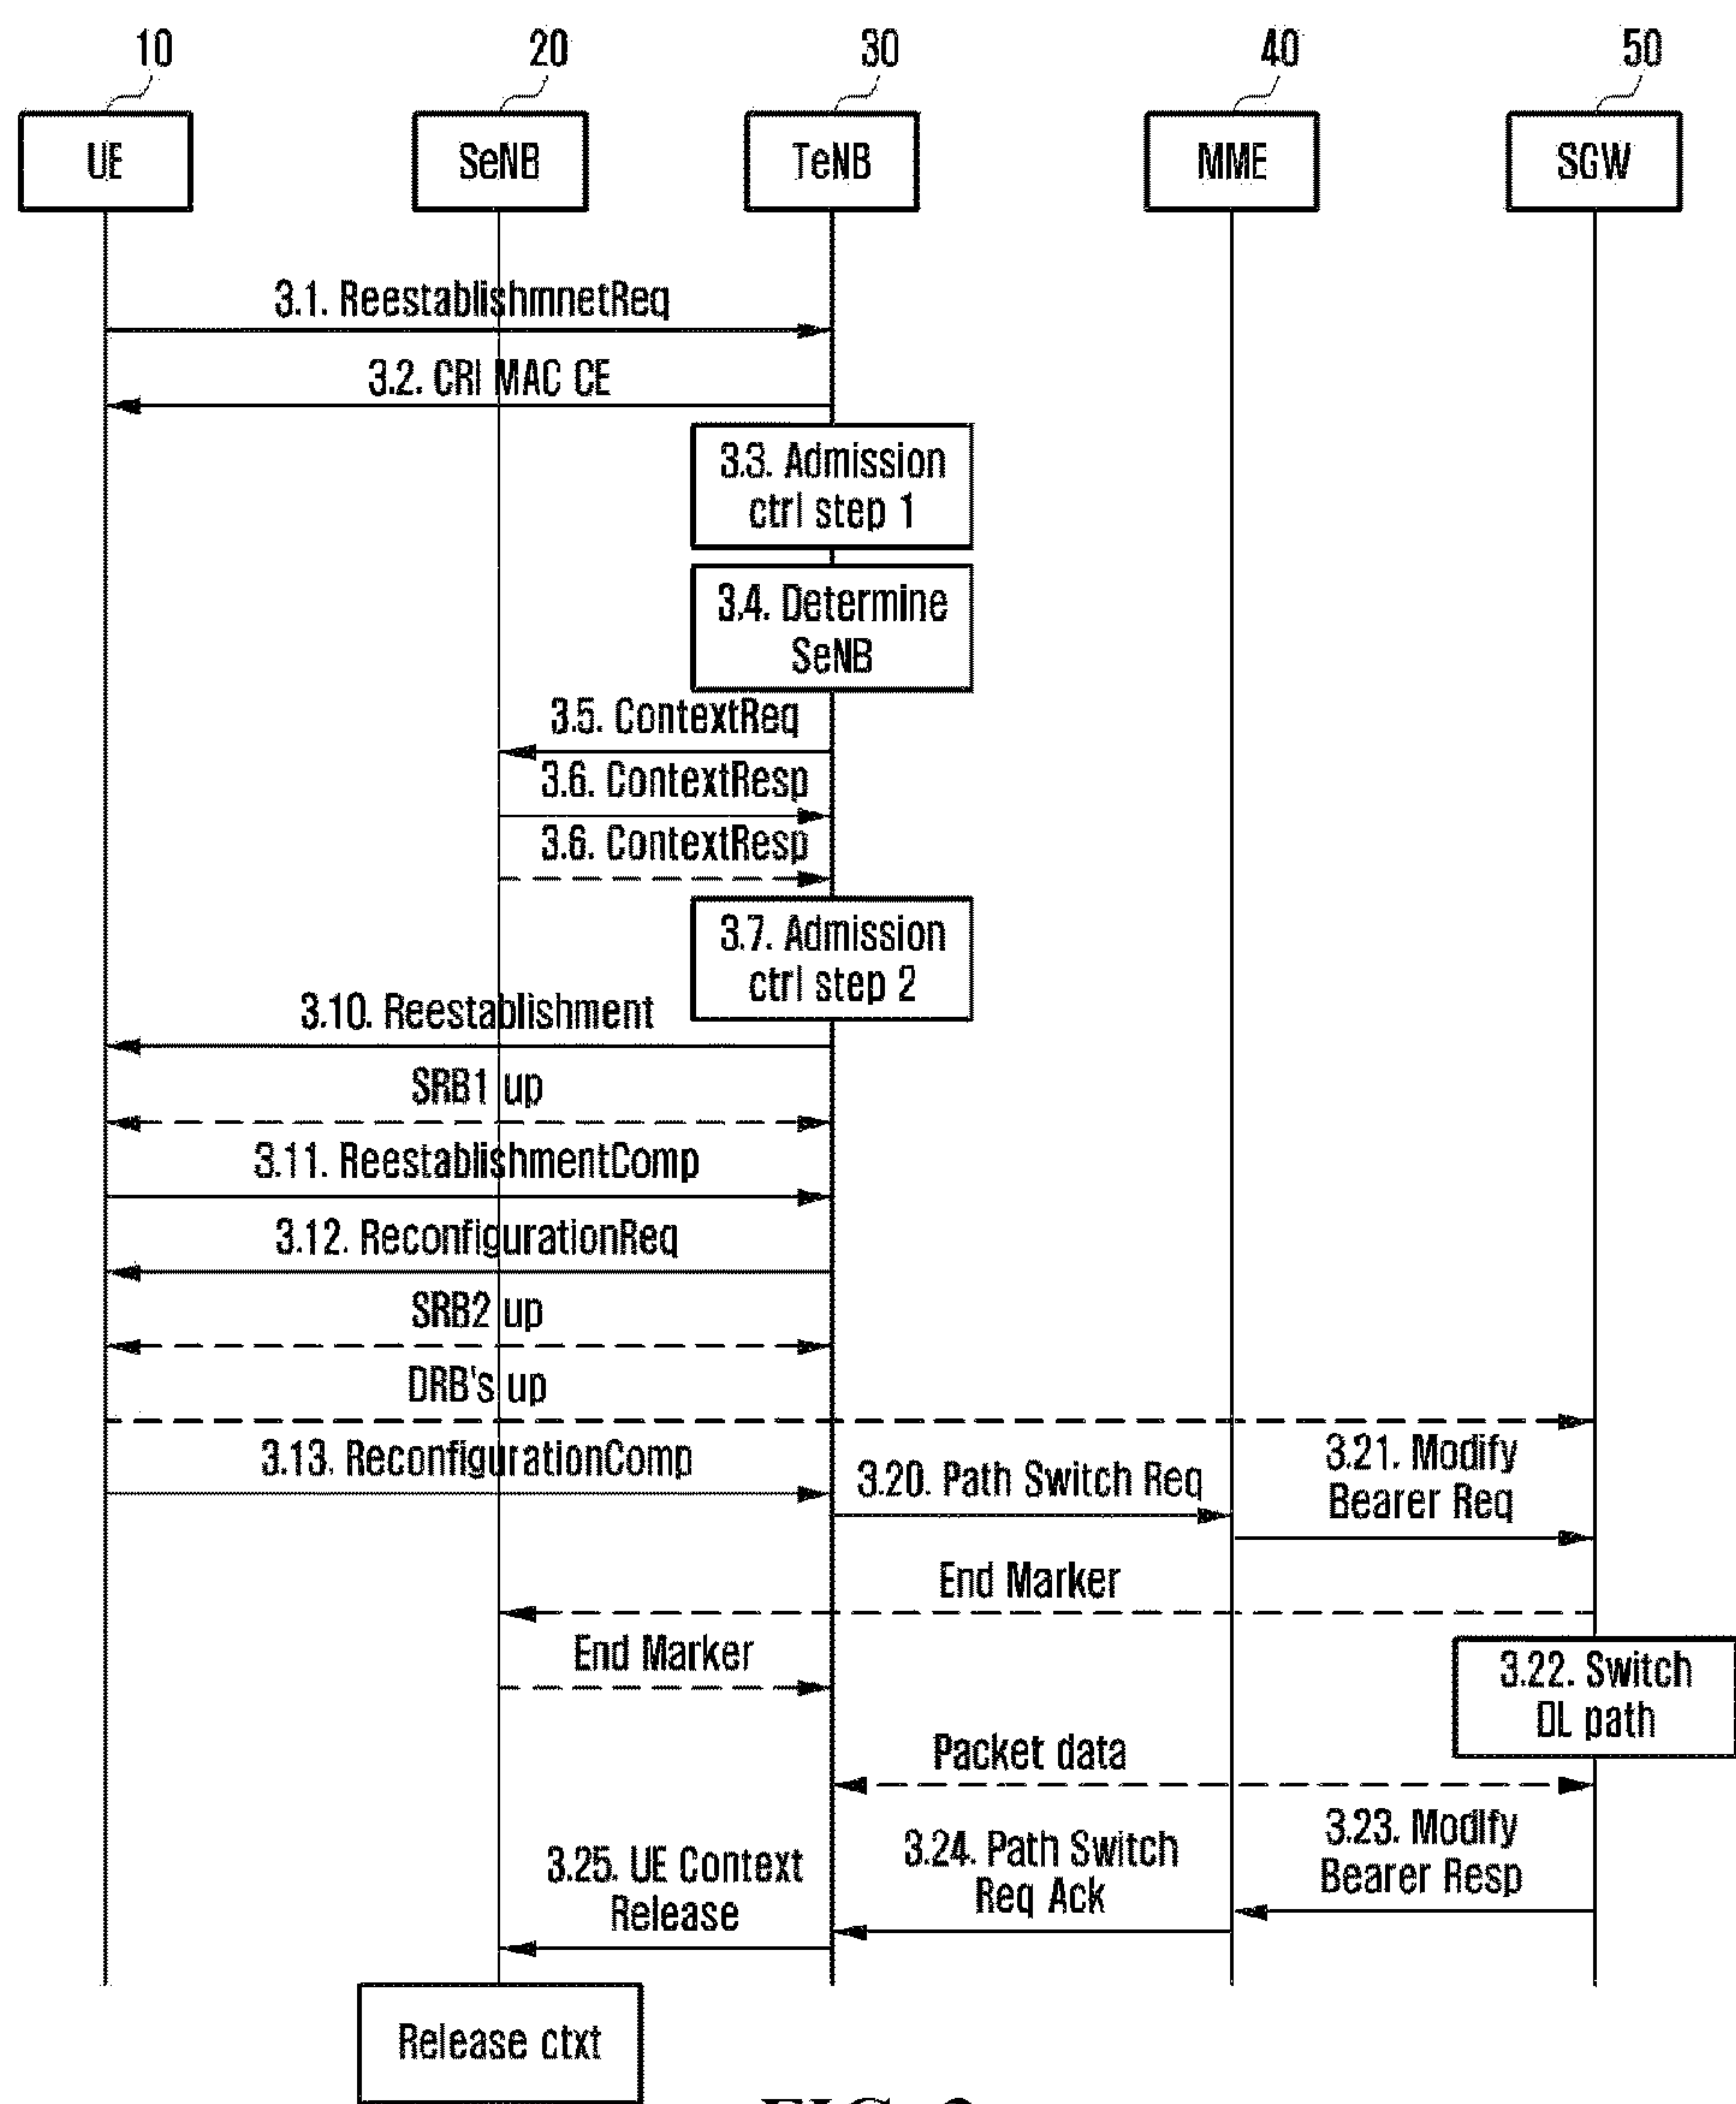 10
20
30
40
50
UE
SeNB
TeNB
MME
SGW
3.1. ReestablishmnetReq
3.2. CRI MAC CE
3.3. Admission
ctrl step 1
3.4. Determine
SeNB
3.5. ContextReq
3.6. ContextResp
3.6. ContextResp
3.7. Admission
ctrl step 2
3.10. Reestablishment
SRB1 up
3.11. ReestablishmentComp
3.12. ReconfigurationReq
SRB2 up
DRB's up
3.13. ReconfigurationComp
3.20. Path Switch Req
3.21. Modify
Bearer Req
End Marker
End Marker
3.22. Switch
DL path
Packet data
3.23. Modify
Bearer Resp
3.24. Path Switch
Req Ack
3.25. UE Context
Release
Release ctxt